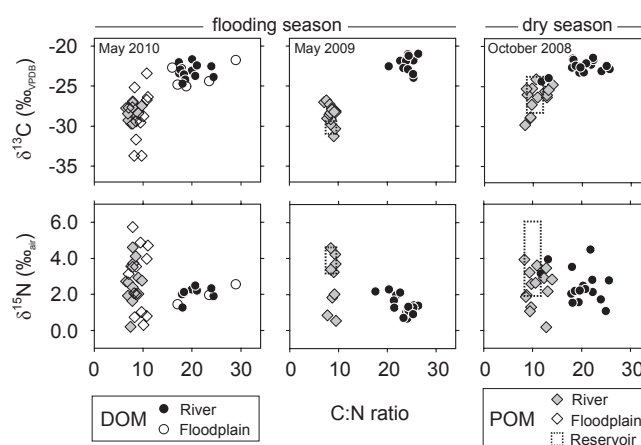 flooding season
dry season
May 2010
May 2009
October 2008
δ13C (‰VPDB)
-20
-25
-30
-35
δ15N (‰air)
6.0
4.0
2.0
0.0
0 10 20 30 0 10 20 30 0 10 20 30
C:N ratio
DOM
River
Floodplain
POM
River
Floodplain
Reservoir